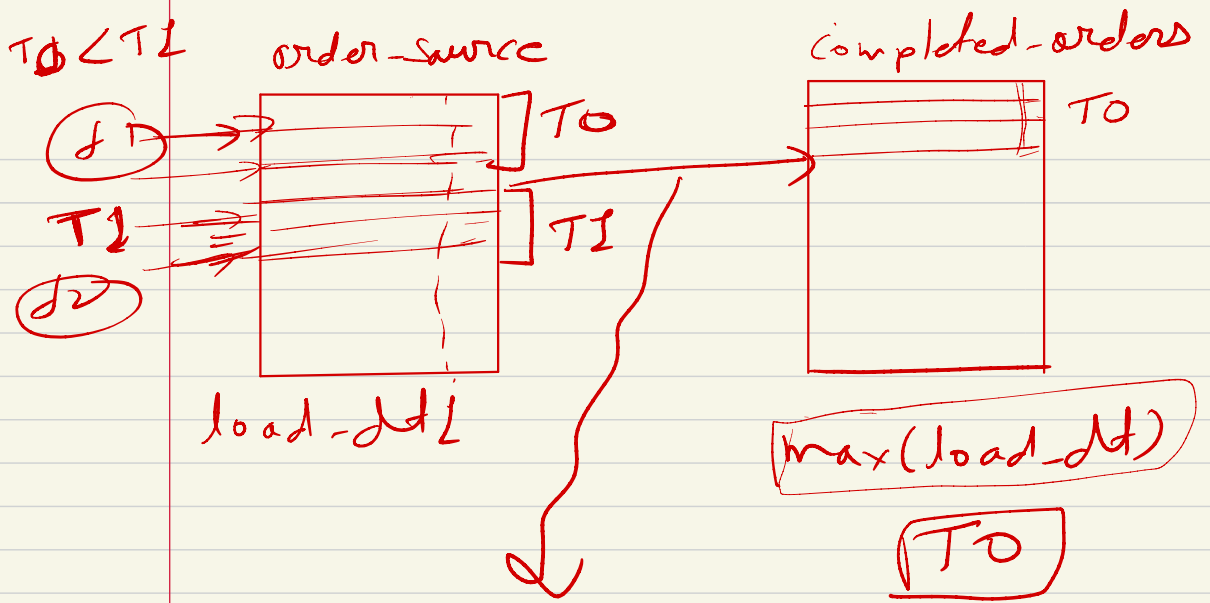 T0 < T1
order_source
completed_orders
d1
T0
T0
T1
T1
d2
load_dt
max(load_dt)
T0